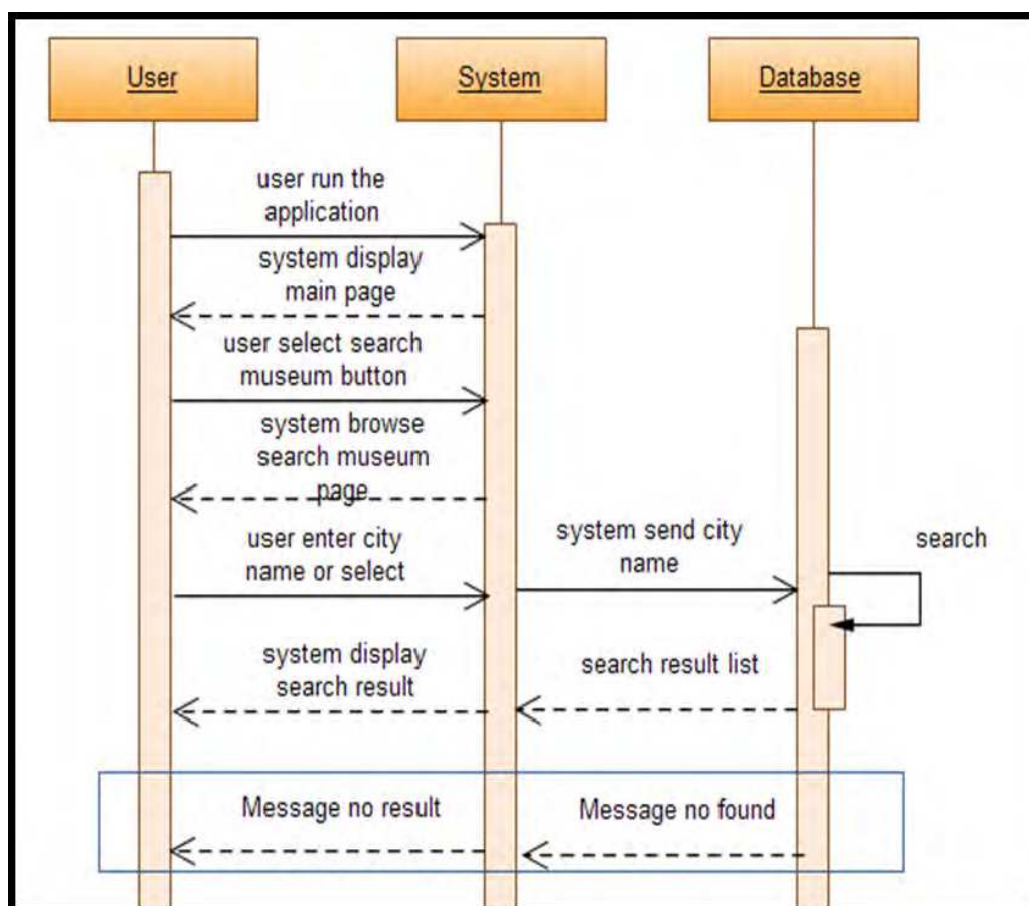 User
System
Database
user run the
application
system display
main page
user select search
museum button
system browse
search museum
page
user enter city
name or select
system send city
name
search
system display
search result
search result list
Message no result
Message no found